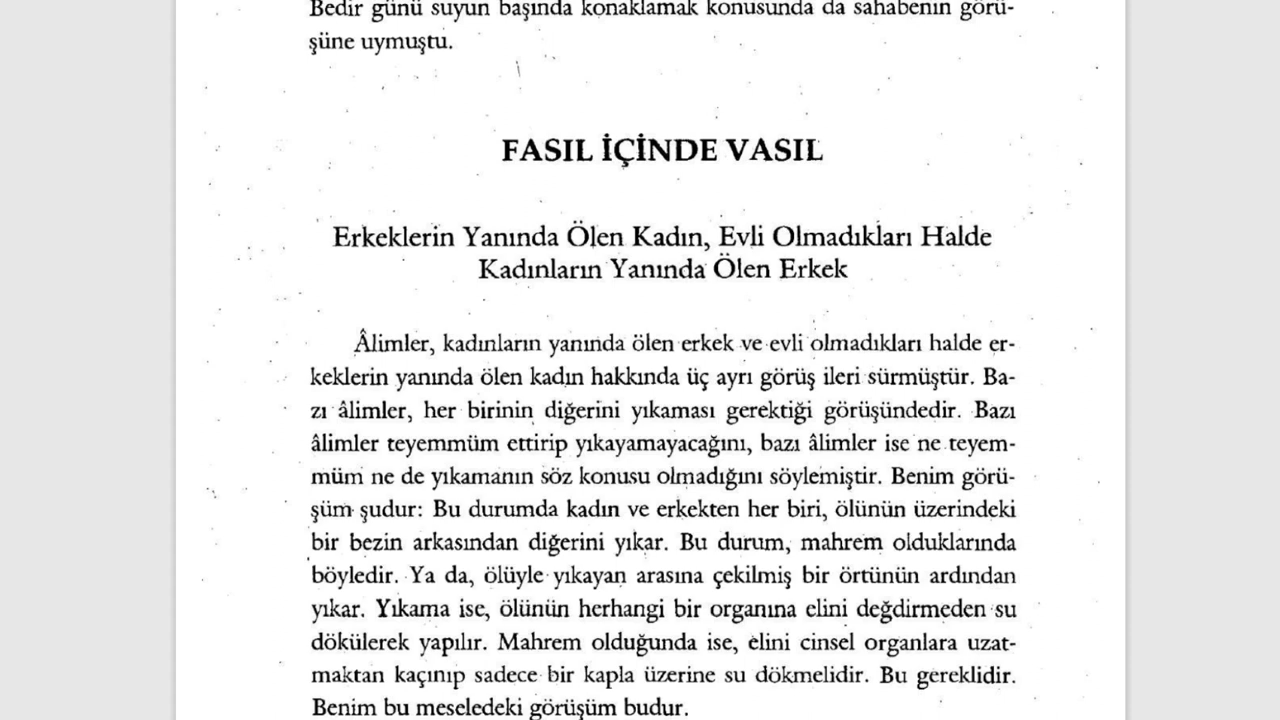 Bedir günü suyun başında konaklamak konusunda da sahabenin görü-
şüne uymuştu.
FASIL İÇİNDE VASIL
Erkeklerin Yanında Ölen Kadın, Evli Olmadıkları Halde
Kadınların Yanında Ölen Erkek
Âlimler, kadınların yanında ölen erkek ve evli olmadıkları halde er-
keklerin yanında ölen kadın hakkında üç ayrı görüş ileri sürmüştür. Ba-
zı âlimler, her birinin diğerini yıkaması gerektiği görüşündedir. Bazı
âlimler teyemmüm ettirip yıkayamayacağını, bazı âlimler ise ne teyem-
müm ne de yıkamanın söz konusu olmadığını söylemiştir. Benim görü-
şüm şudur: Bu durumda kadın ve erkekten her biri, ölünün üzerindeki
bir bezin arkasından diğerini yıkar. Bu durum, mahrem olduklarında
böyledir. Ya da, ölüyle yıkayan arasına çekilmiş bir örtünün ardından
yıkar. Yıkama ise, ölünün herhangi bir organına elini değdirmeden su
dökülerek yapılır. Mahrem olduğunda ise, elini cinsel organlara uzat-
maktan kaçınıp sadece bir kapla üzerine su dökmelidir. Bu gereklidir.
Benim bu meseledeki görüşüm budur.